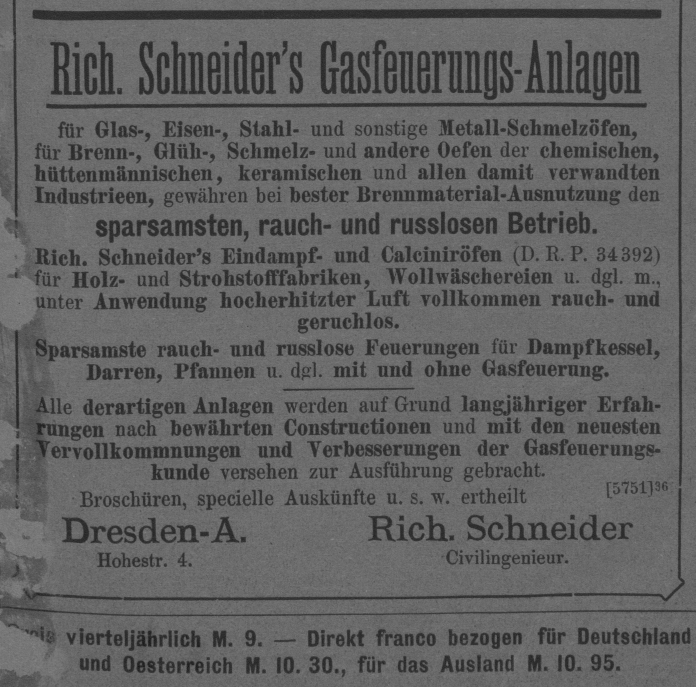 Rich. Schneider's Gasfeuerungs-Anlagen
für Glas-, Eisen-, Stahl- und sonstige Metall-Schmelzöfen,
für Brenn-, Glüh-, Schmelz- und andere Oefen der chemischen,
hüttenmännischen, keramischen und allen damit verwandten
Industrieen, gewähren bei bester Brennmaterial-Ausnutzung den
sparsamsten, rauch- und russlosen Betrieb.
Rich. Schneider's Eindampf- und Calciniröfen (D. R. P. 34392)
für Holz- und Strohstofffabriken, Wollwäschereien u. dgl. m.,
unter Anwendung hocherhitzter Luft vollkommen rauch- und
geruchlos.
Sparsamste rauch- und russlose Feuerungen für Dampfkessel,
Darren, Pfannen u. dgl. mit und ohne Gasfeuerung.
Alle derartigen Anlagen werden auf Grund langjähriger Erfah-
rungen nach bewährten Constructionen und mit den neuesten
Vervollkommnungen und Verbesserungen der Gasfeuerungs-
kunde versehen zur Ausführung gebracht.
Broschüren, specielle Auskünfte u. s. w. ertheilt [5751]36
Dresden-A. Rich. Schneider
Hohestr. 4. Civilingenieur.
vierteljährlich M. 9. — Direkt franco bezogen für Deutschland
und Oesterreich M. 10. 30., für das Ausland M. 10. 95.